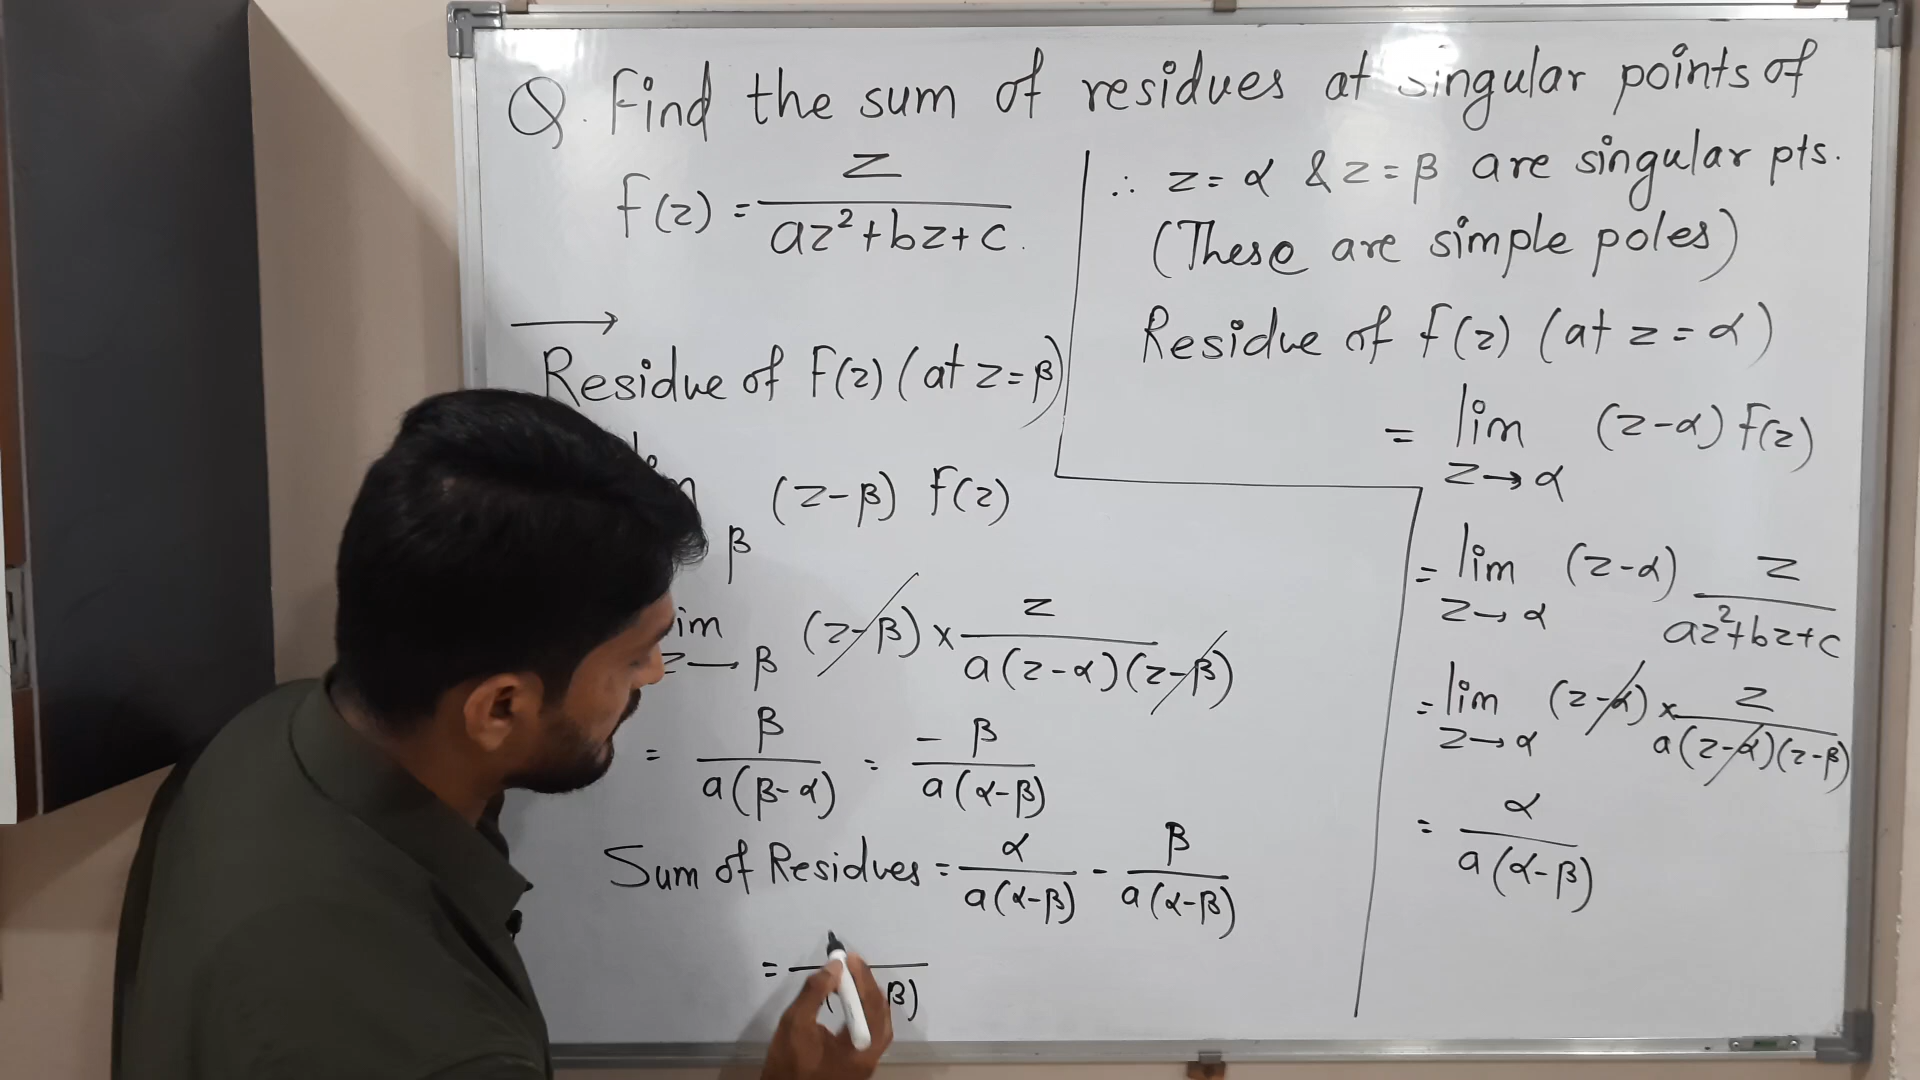 Q. Find the sum of residues at singular points of
f(z) = z / (az²+bz+c).
∴ z = α & z = β are singular pts.
(These are simple poles)
Residue of f(z) (at z = α)
= lim z→α (z-α) f(z)
= lim z→α (z-α) z / (az²+bz+c)
= lim z→α (z-α) × z / (a(z-α)(z-β))
= α / (a(α-β))
→
Residue of f(z) (at z = β)
β (z-β) f(z)
z→β (z-β) × z / (a(z-α)(z-β))
= β / (a(β-α)) = -β / (a(α-β))
Sum of Residues = α / (a(α-β)) - β / (a(α-β))
= β)